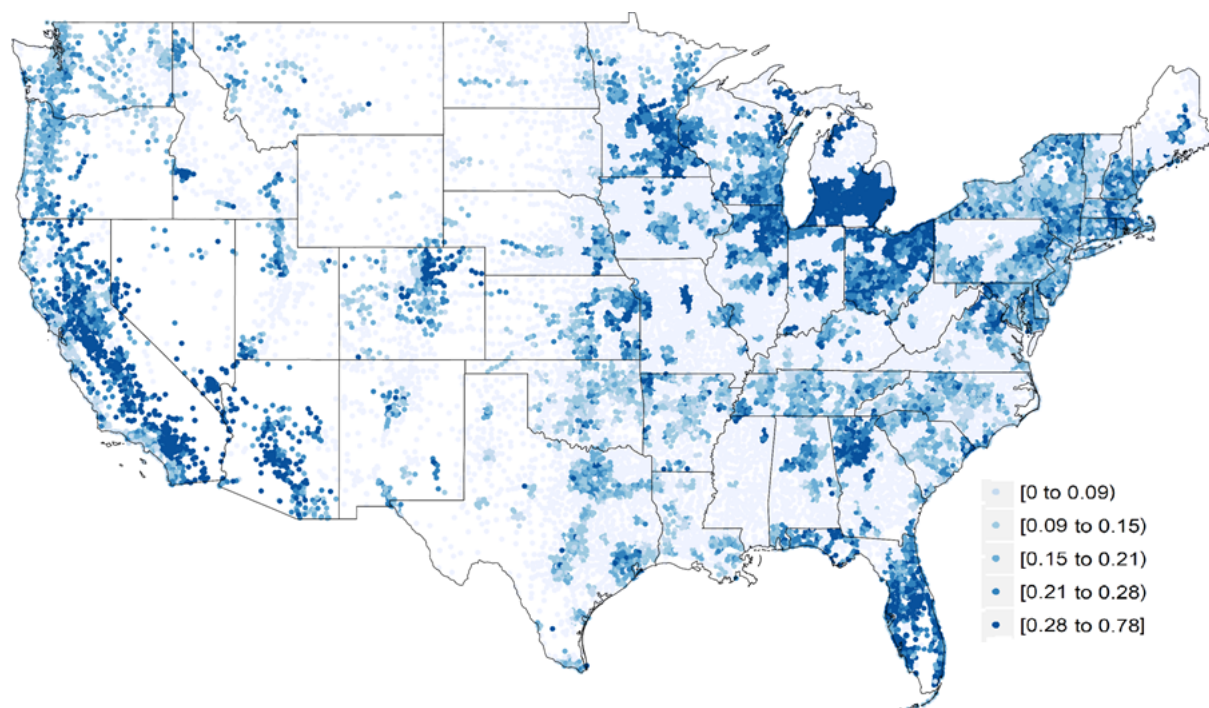 [0 to 0.09)
[0.09 to 0.15)
[0.15 to 0.21)
[0.21 to 0.28)
[0.28 to 0.78]